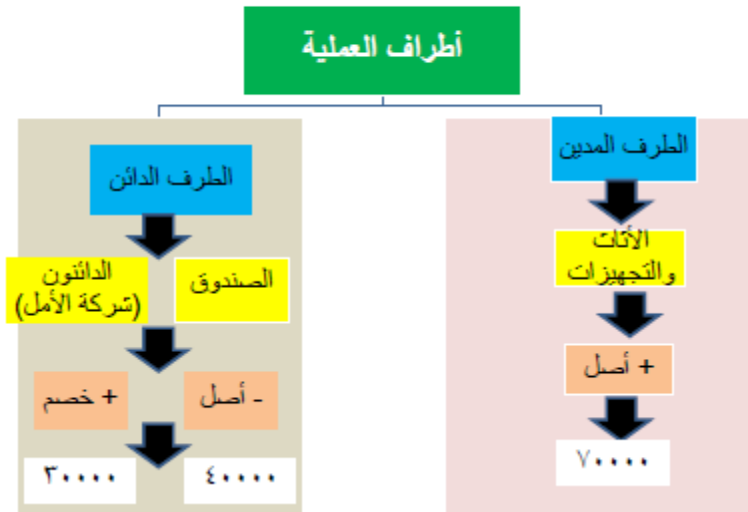 أطراف العملية
الطرف المدين
الأثاث
والتجهيزات
+ أصل
٧٠٠٠٠
الطرف الدائن
الصندوق
الدائنون
(شركة الأمل)
- أصل
+ خصم
٤٠٠٠٠
٣٠٠٠٠